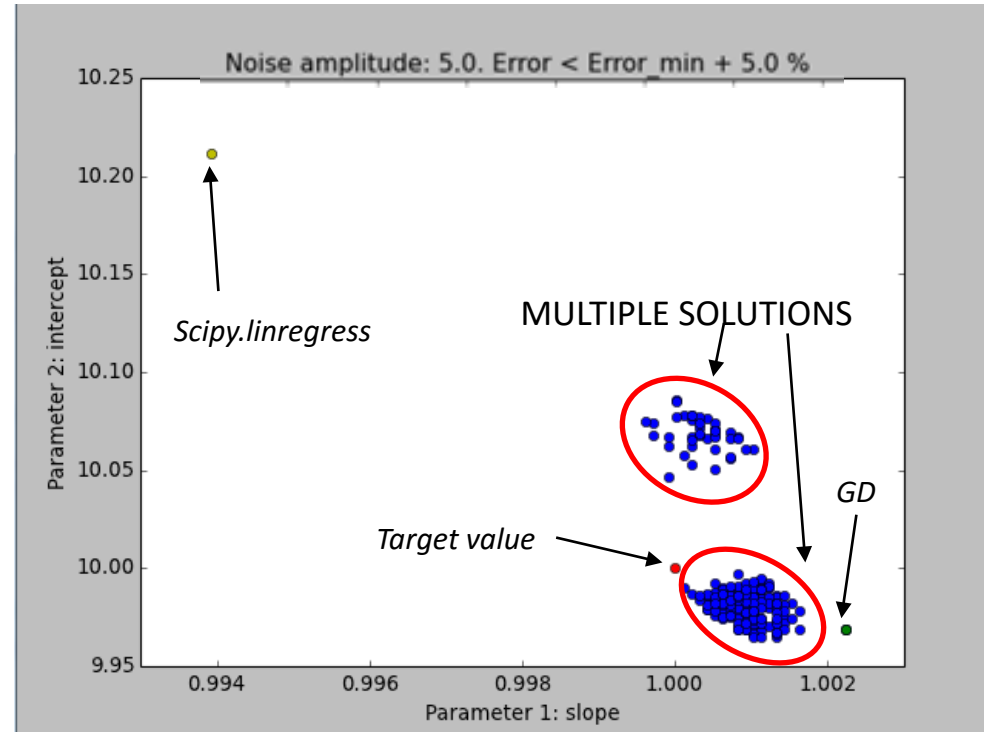 Noise amplitude: 5.0. Error < Error_min + 5.0 %
10.25
10.20
10.15
10.10
10.05
10.00
9.95
Parameter 2: intercept
Scipy.linregress
MULTIPLE SOLUTIONS
GD
Target value
0.994
0.996
0.998
1.000
1.002
Parameter 1: slope